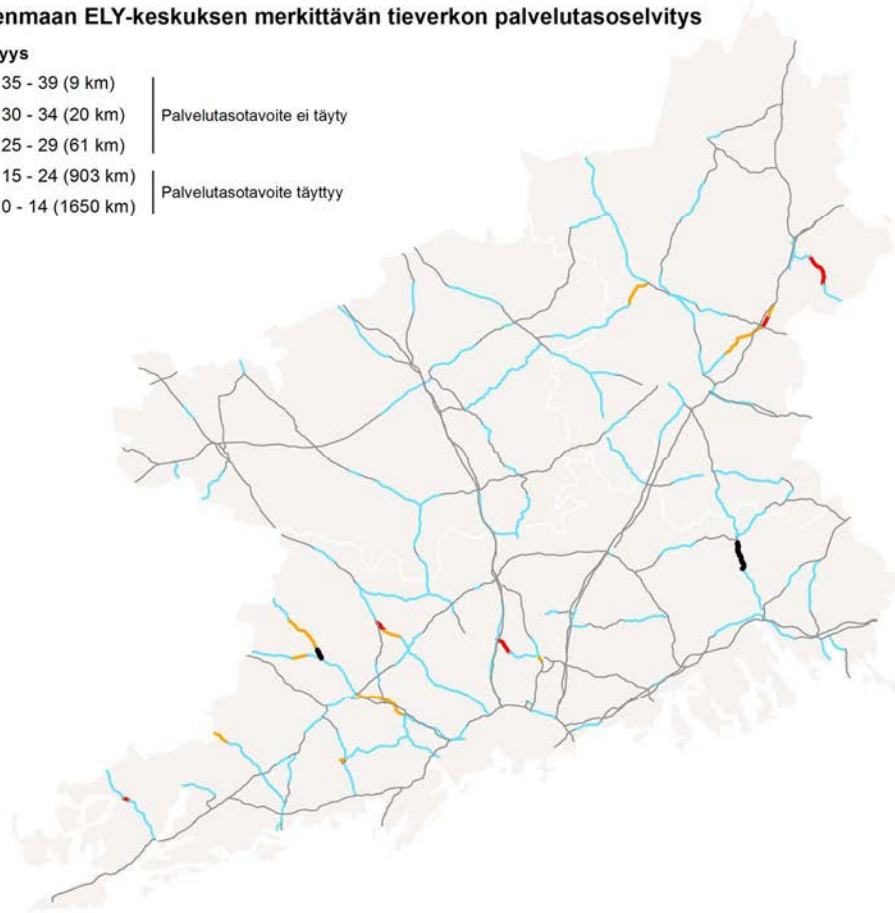 enmaan ELY-keskuksen merkittävän tieverkon palvelutasoselvitys
yys
35 - 39 (9 km)
30 - 34 (20 km)
Palvelutasotavoite ei täyty
25 - 29 (61 km)
15 - 24 (903 km)
Palvelutasotavoite täyttyy
0 - 14 (1650 km)